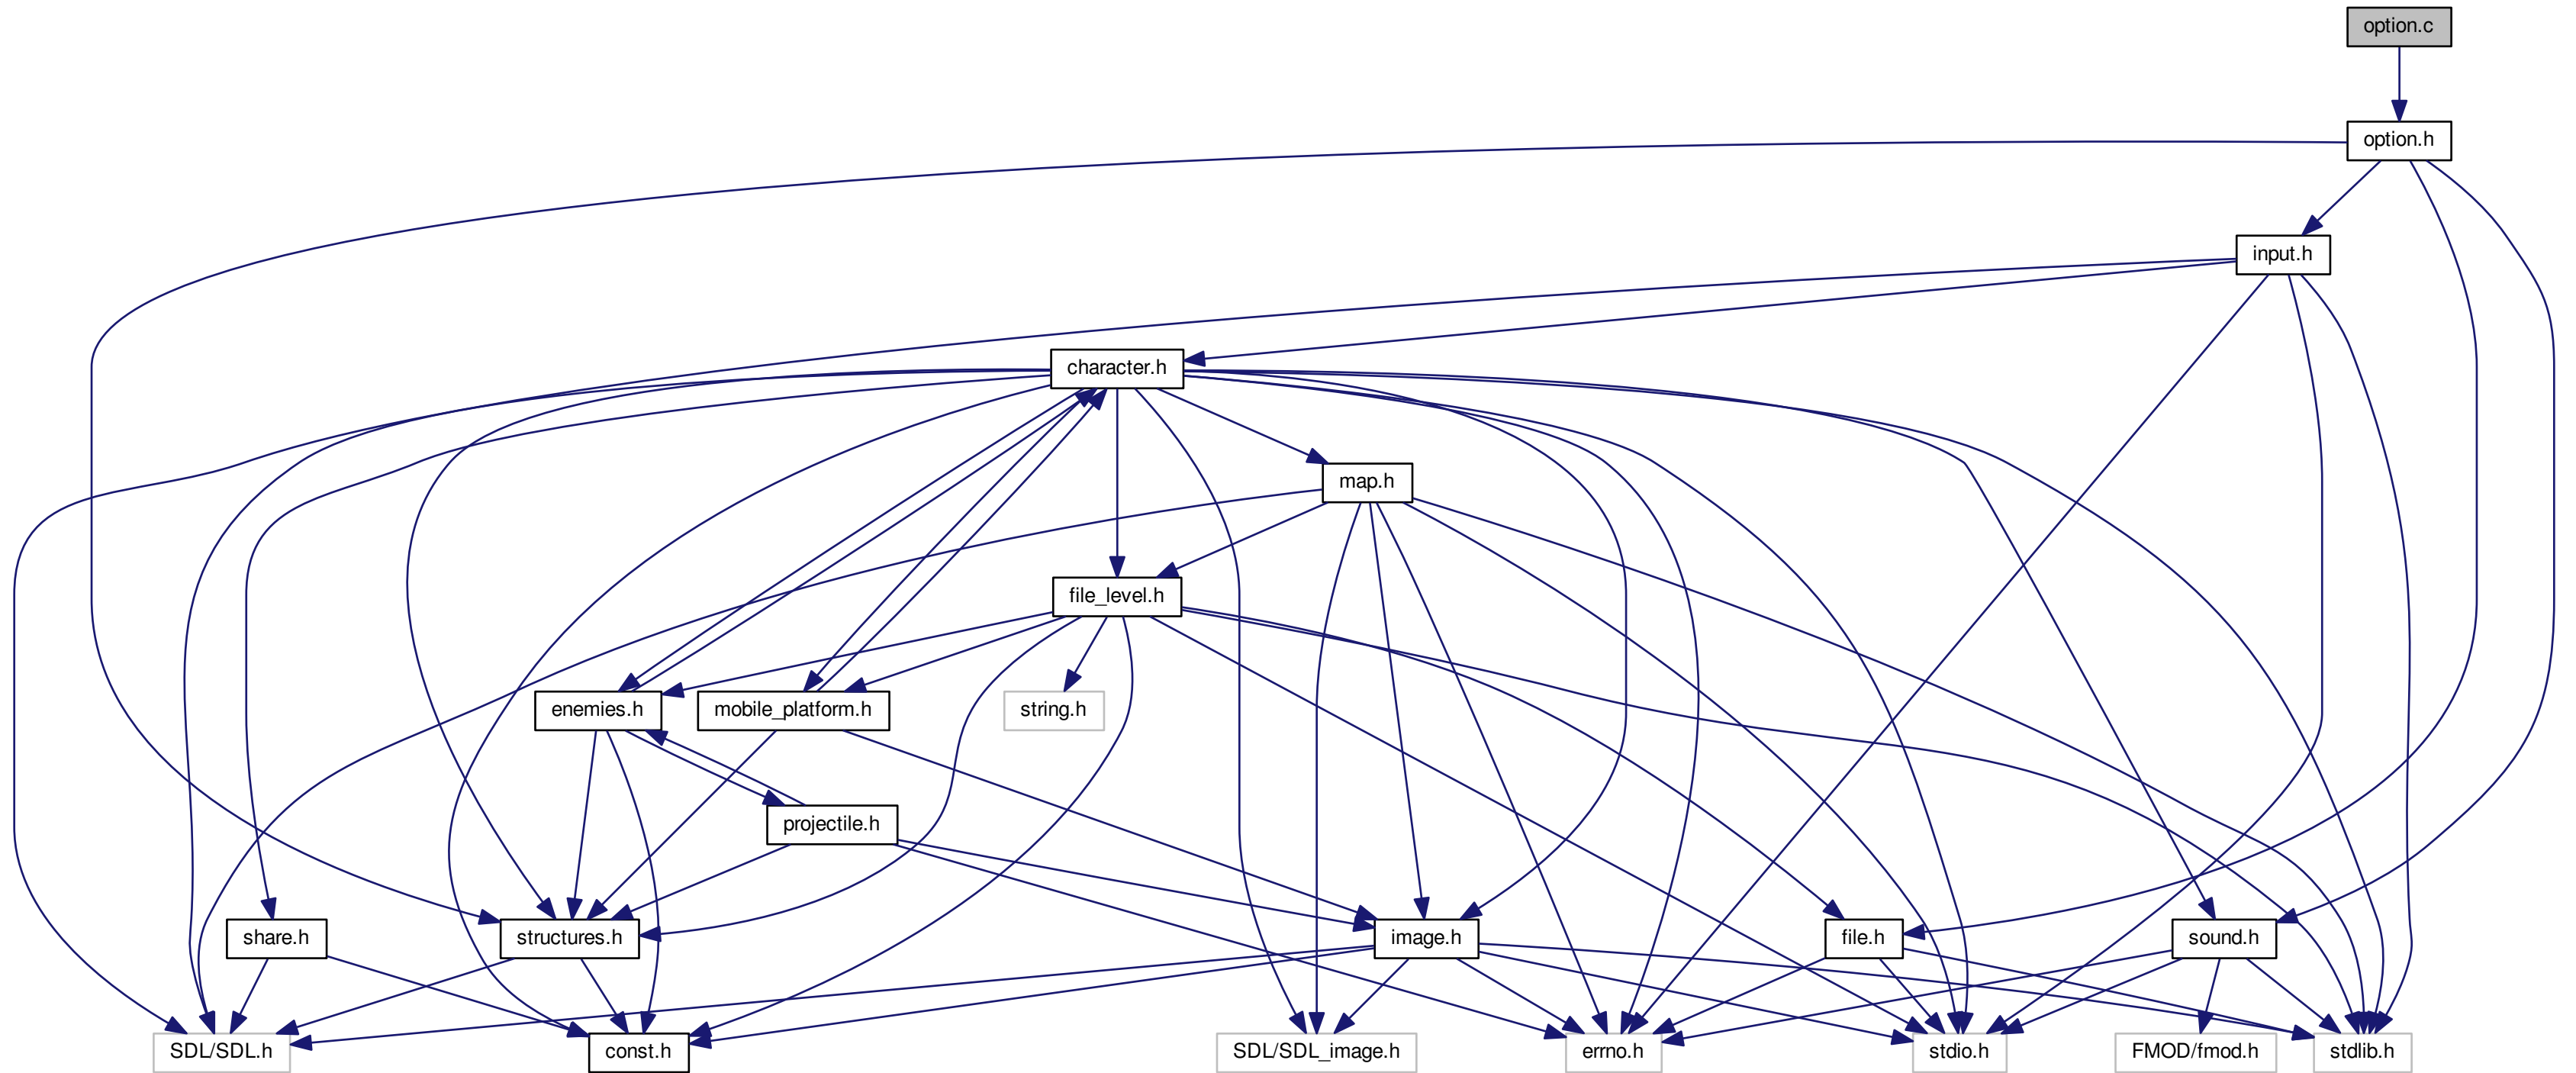 option.c
option.h
input.h
character.h
map.h
file_level.h
enemies.h
mobile_platform.h
string.h
projectile.h
share.h
structures.h
image.h
file.h
sound.h
SDL/SDL.h
const.h
SDL/SDL_image.h
errno.h
stdio.h
FMOD/fmod.h
stdlib.h